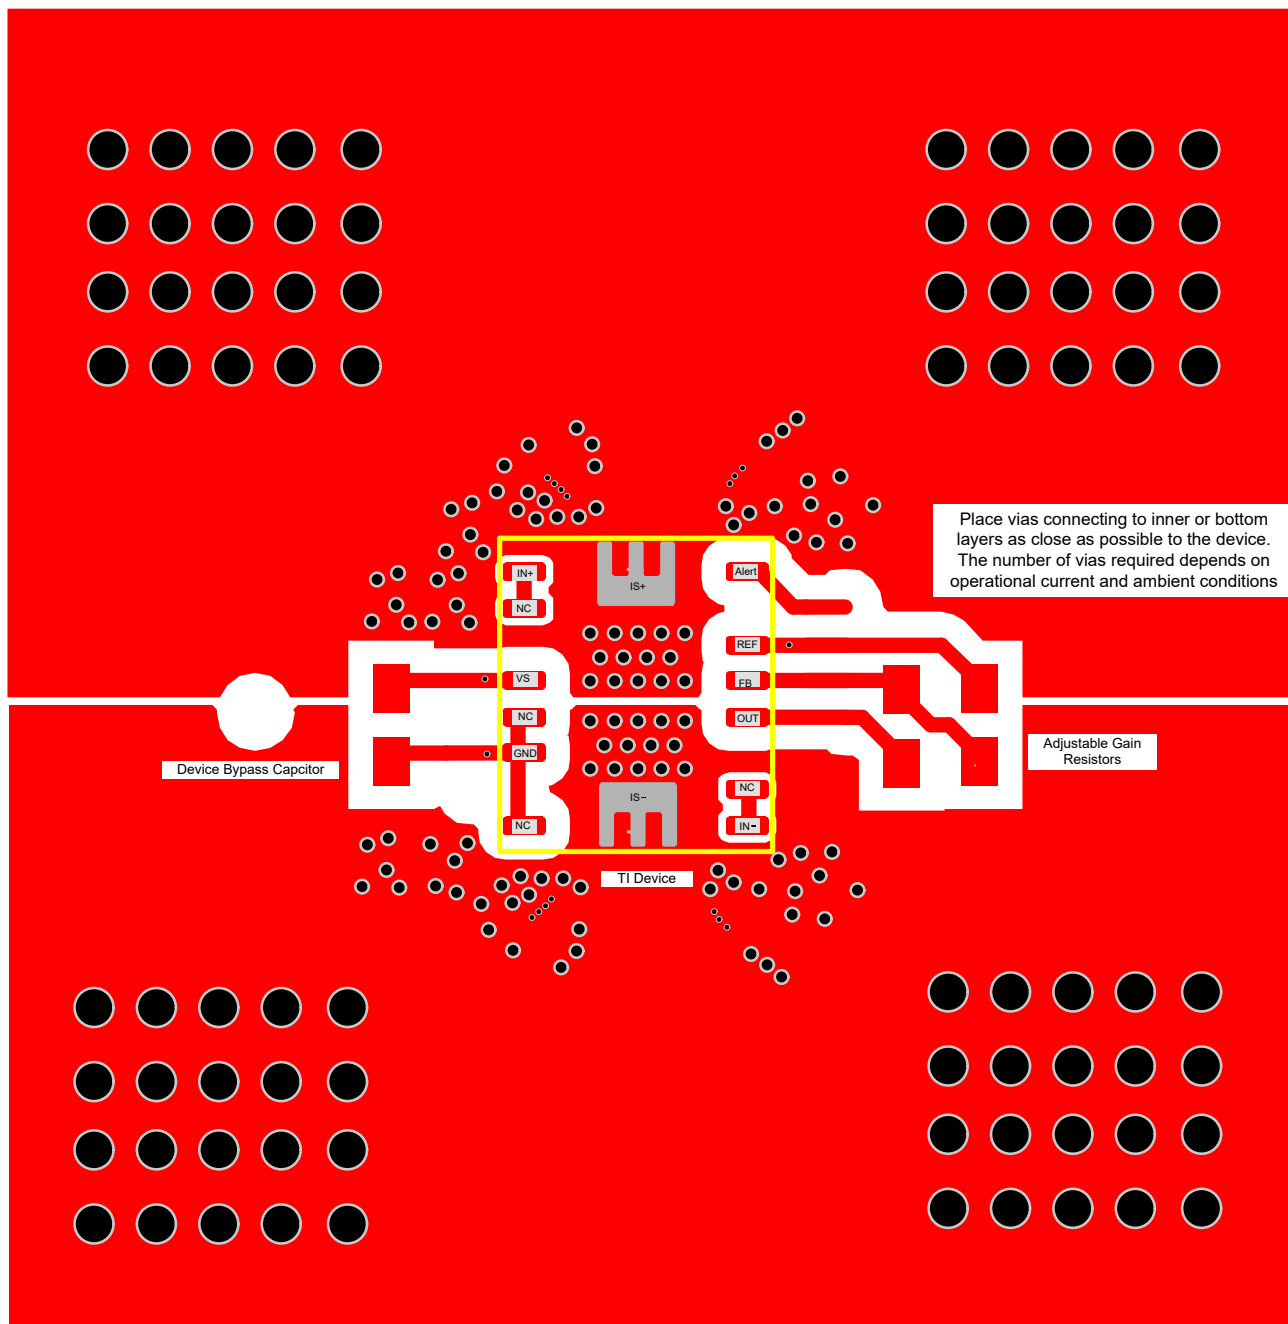 Place vias connecting to inner or bottom
layers as close as possible to the device.
The number of vias required depends on
operational current and ambient conditions
IN+
IS+
Alert
NC
REF
VS
FB
NC
OUT
GND
Adjustable Gain
Resistors
Device Bypass Capcitor
NC
IS−
NC
IN−
TI Device